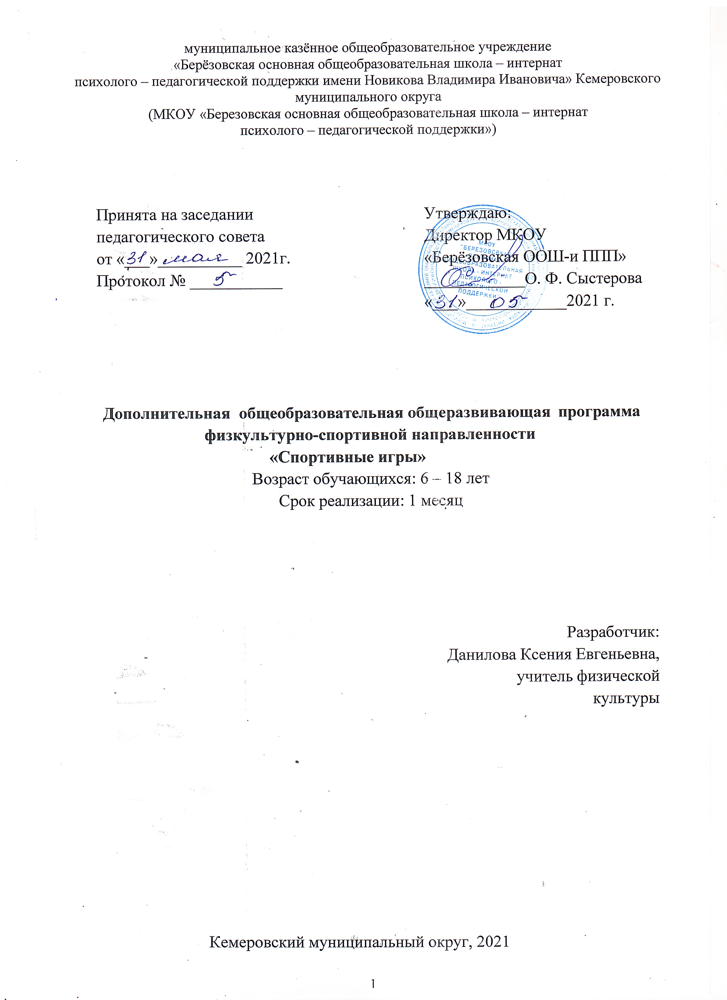 муниципальное казённое общеобразовательное учреждение
«Берёзовская основная общеобразовательная школа – интернат
психолого – педагогической поддержки имени Новикова Владимира Ивановича» Кемеровского
муниципального округа
(МКОУ «Березовская основная общеобразовательная школа – интернат
психолого – педагогической поддержки»)
Принята на заседании
педагогического совета
от «31» мая 2021г.
Протокол № 5
Утверждаю:
Директор МКОУ
«Берёзовская ООШ-и ППП»
О. Ф. Сыстерова
«31» 05 2021 г.
МКОУ
ШКОЛА - ИНТЕРНАТ
ПСИХОЛОГО -
ПЕДАГОГИЧЕСКОЙ
ПОДДЕРЖКИ"
Дополнительная общеобразовательная общеразвивающая программа
физкультурно-спортивной направленности
«Спортивные игры»
Возраст обучающихся: 6 – 18 лет
Срок реализации: 1 месяц
Разработчик:
Данилова Ксения Евгеньевна,
учитель физической
культуры
Кемеровский муниципальный округ, 2021
1